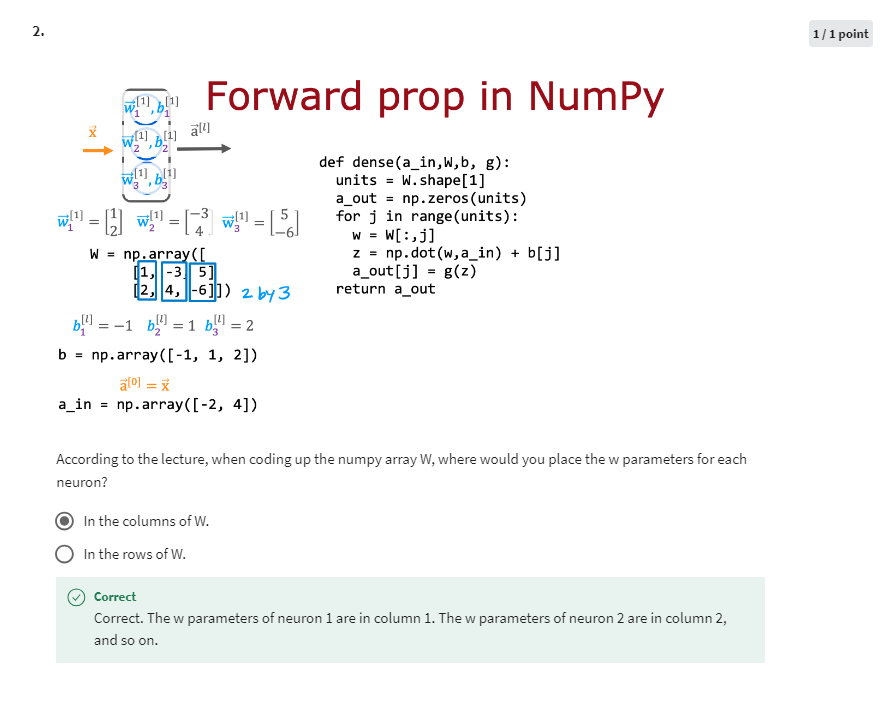 2.
1 / 1 point
Forward prop in NumPy
w⃗₁^[1], b₁^[1]
x⃗
w⃗₂^[1], b₂^[1]
a⃗^[l]
w⃗₃^[1], b₃^[1]
def dense(a_in,W,b, g):
units = W.shape[1]
a_out = np.zeros(units)
for j in range(units):
w = W[:,j]
z = np.dot(w,a_in) + b[j]
a_out[j] = g(z)
return a_out
w⃗₁^[1] = [1 2] w⃗₂^[1] = [−3 4] w⃗₃^[1] = [5 −6]
W = np.array([
[1, -3, 5]
[2, 4, -6]]) 2 by 3
b₁^[l] = −1 b₂^[l] = 1 b₃^[l] = 2
b = np.array([-1, 1, 2])
a⃗^[0] = x⃗
a_in = np.array([-2, 4])
According to the lecture, when coding up the numpy array W, where would you place the w parameters for each
neuron?
In the columns of W.
In the rows of W.
Correct
Correct. The w parameters of neuron 1 are in column 1. The w parameters of neuron 2 are in column 2,
and so on.